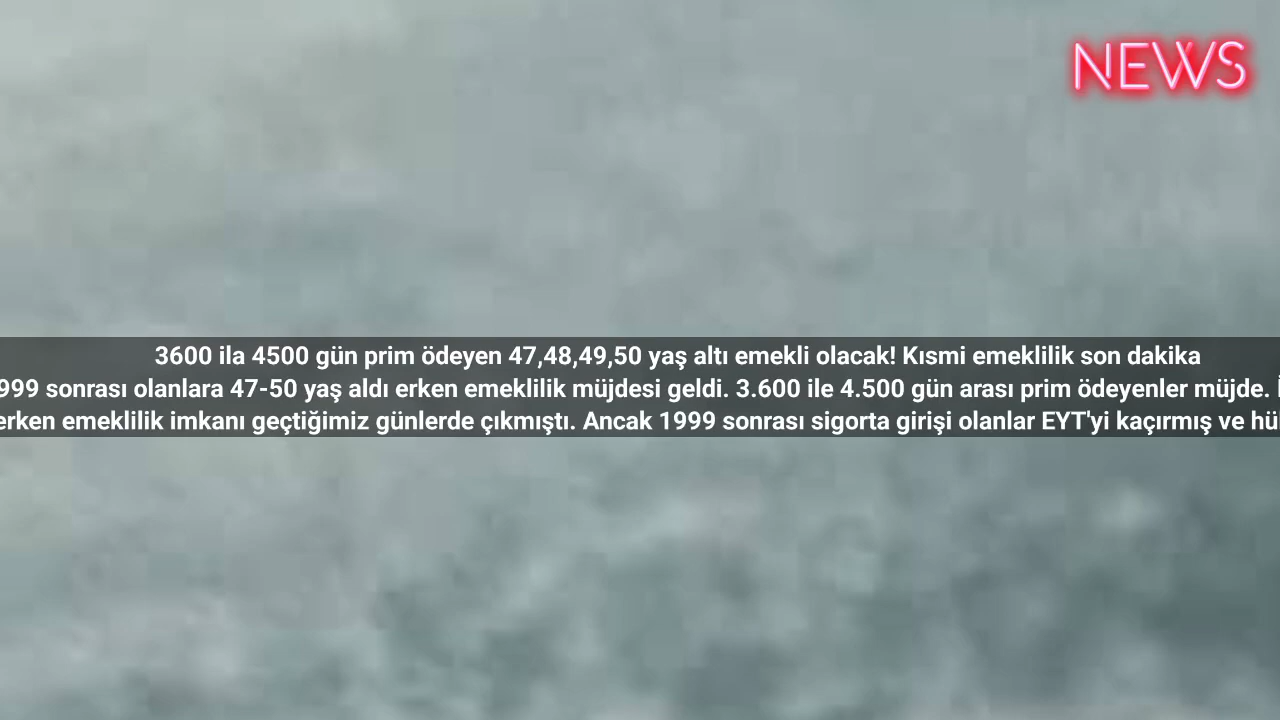 NEWS
3600 ila 4500 gün prim ödeyen 47,48,49,50 yaş altı emekli olacak! Kısmi emeklilik son dakika
999 sonrası olanlara 47-50 yaş aldı erken emeklilik müjdesi geldi. 3.600 ile 4.500 gün arası prim ödeyenler müjde.
erken emeklilik imkanı geçtiğimiz günlerde çıkmıştı. Ancak 1999 sonrası sigorta girişi olanlar EYT'yi kaçırmış ve